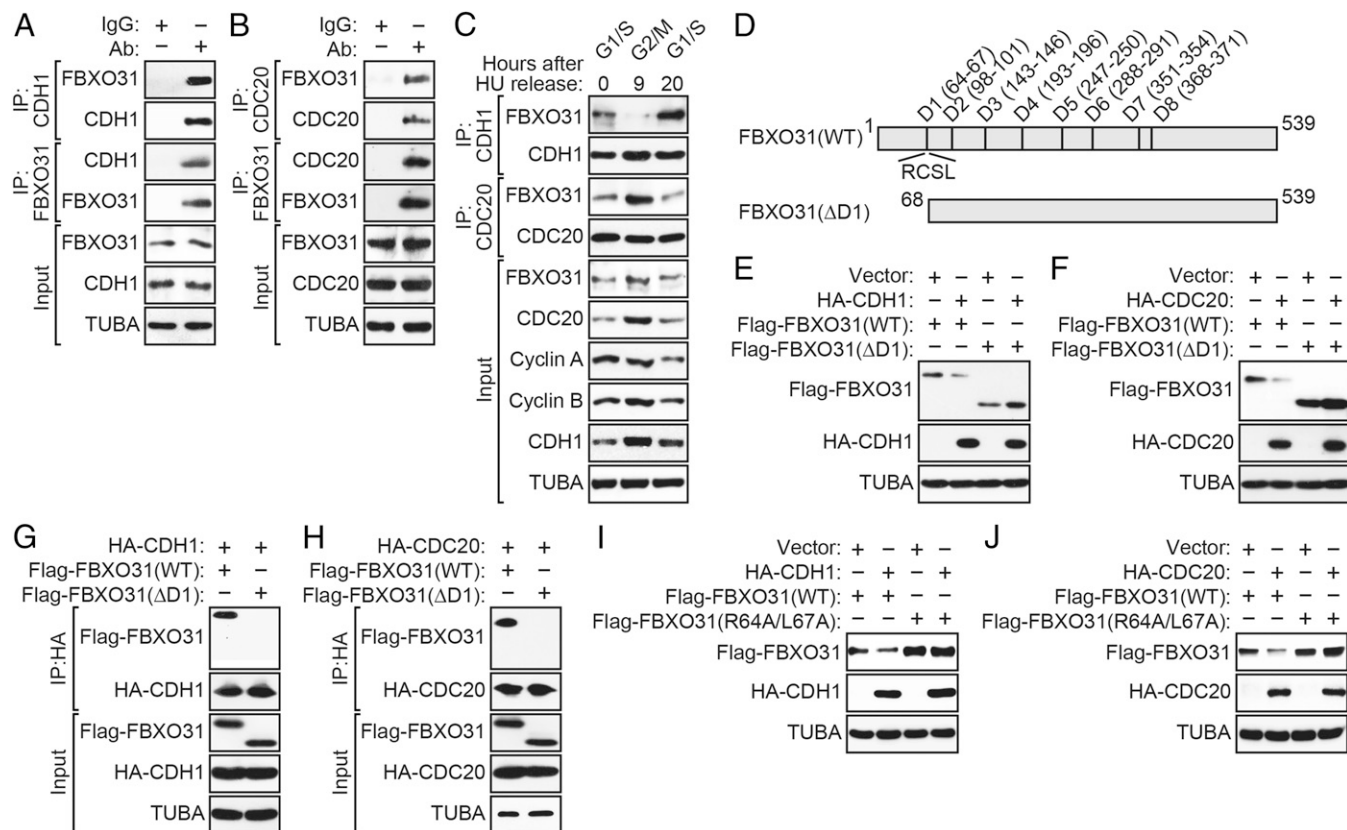 A
IgG: + –
Ab: – +
IP: CDH1
FBXO31
CDH1
IP: FBXO31
CDH1
FBXO31
Input
FBXO31
CDH1
TUBA
B
IgG: + –
Ab: – +
IP: CDC20
FBXO31
CDC20
IP: FBXO31
CDC20
FBXO31
Input
FBXO31
CDC20
TUBA
C
G1/S G2/M G1/S
Hours after
HU release: 0 9 20
IP: CDH1
FBXO31
CDH1
IP: CDC20
FBXO31
CDC20
Input
FBXO31
CDC20
Cyclin A
Cyclin B
CDH1
TUBA
D
D1 (64-67)
D2 (98-101)
D3 (143-146)
D4 (193-196)
D5 (247-250)
D6 (288-291)
D7 (351-354)
D8 (368-371)
FBXO31(WT) 1 539
RCSL
FBXO31(ΔD1) 68 539
E
Vector: + – + –
HA-CDH1: – + – +
Flag-FBXO31(WT): + + – –
Flag-FBXO31(ΔD1): – – + +
Flag-FBXO31
HA-CDH1
TUBA
F
Vector: + – + –
HA-CDC20: – + – +
Flag-FBXO31(WT): + + – –
Flag-FBXO31(ΔD1): – – + +
Flag-FBXO31
HA-CDC20
TUBA
G
HA-CDH1: + +
Flag-FBXO31(WT): + –
Flag-FBXO31(ΔD1): – +
IP:HA
Flag-FBXO31
HA-CDH1
Input
Flag-FBXO31
HA-CDH1
TUBA
H
HA-CDC20: + +
Flag-FBXO31(WT): + –
Flag-FBXO31(ΔD1): – +
IP:HA
Flag-FBXO31
HA-CDC20
Input
Flag-FBXO31
HA-CDC20
TUBA
I
Vector: + – + –
HA-CDH1: – + – +
Flag-FBXO31(WT): + + – –
Flag-FBXO31(R64A/L67A): – – + +
Flag-FBXO31
HA-CDH1
TUBA
J
Vector: + – + –
HA-CDC20: – + – +
Flag-FBXO31(WT): + + – –
Flag-FBXO31(R64A/L67A): – – + +
Flag-FBXO31
HA-CDC20
TUBA